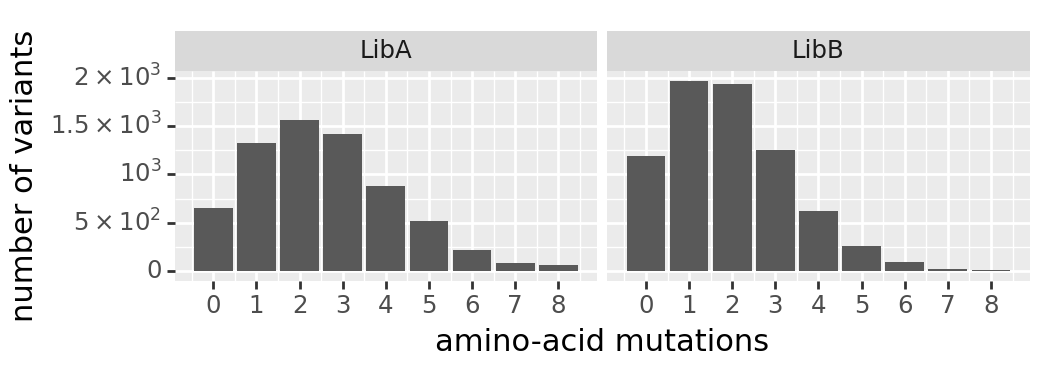 LibA LibB
number of variants
2 × 10³
1.5 × 10³
10³
5 × 10²
0
0 1 2 3 4 5 6 7 8 0 1 2 3 4 5 6 7 8
amino-acid mutations